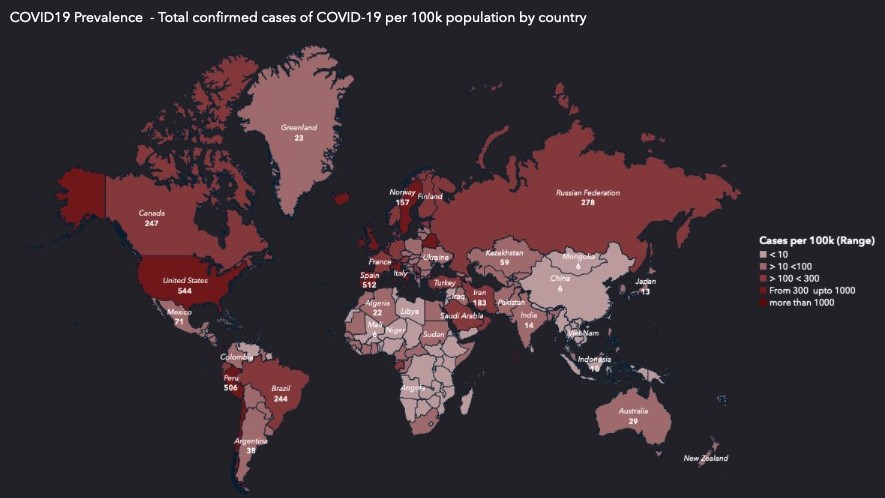 COVID19 Prevalence - Total confirmed cases of COVID-19 per 100k population by country
Greenland
23
Norway
157
Finland
Russian Federation
278
Canada
247
United States
544
Mexico
71
France
Spain
512
Italy
Ukraine
Turkey
Kazakhstan
59
Mongolia
6
China
6
Japan
13
Iran
183
Iraq
Pakistan
Saudi Arabia
India
14
Algeria
22
Libya
Mali
6
Niger
Sudan
Viet Nam
Indonesia
10
Colombia
Peru
506
Brazil
244
Angola
Argentina
38
Australia
29
New Zealand
Cases per 100k (Range)
< 10
> 10 <100
> 100 < 300
From 300 upto 1000
more than 1000